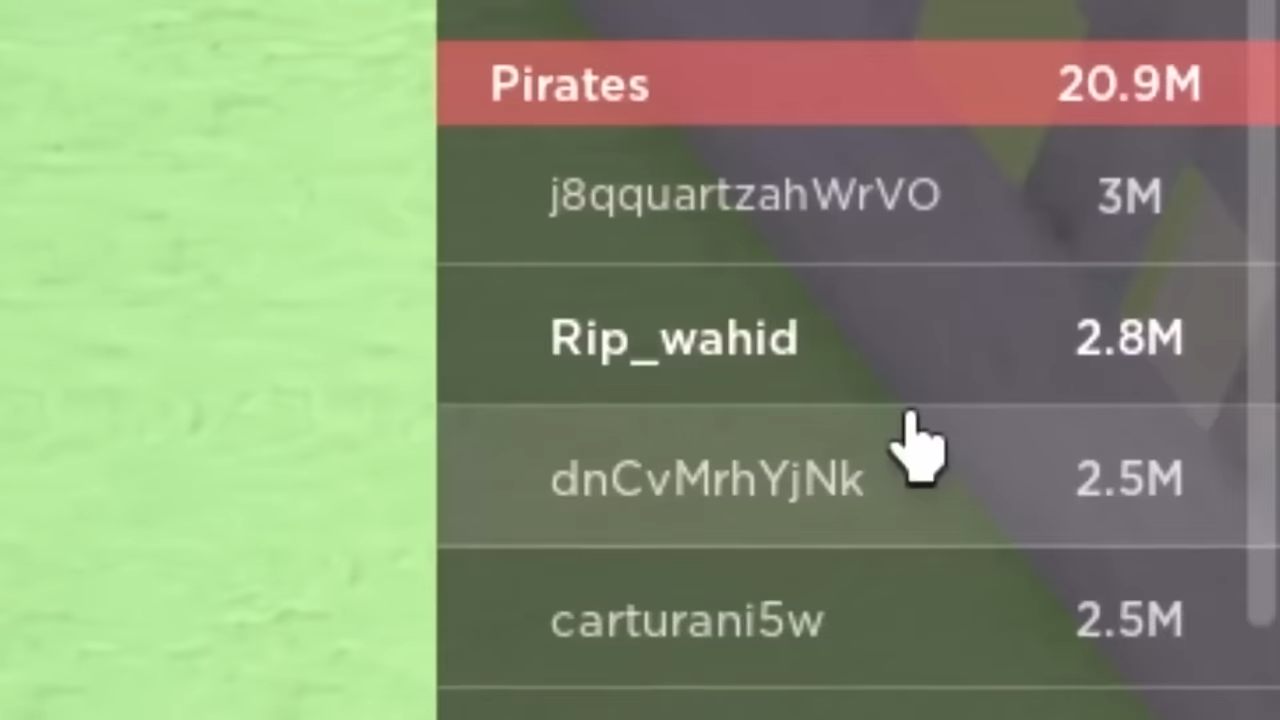 Pirates 20.9M
j8qquartzahWrVO 3M
Rip_wahid 2.8M
dnCvMrhYjNk 2.5M
carturani5w 2.5M